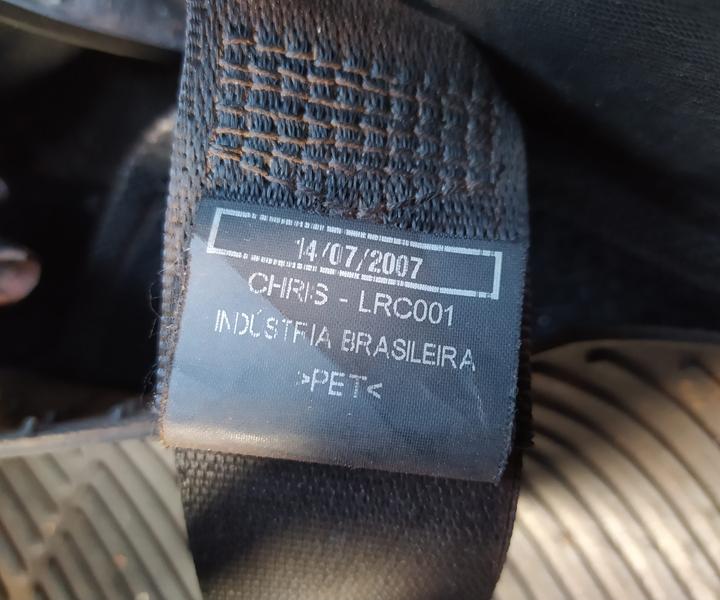 14/07/2007
CHRIS - LRC001
INDÚSTRIA BRASILEIRA
>PET<